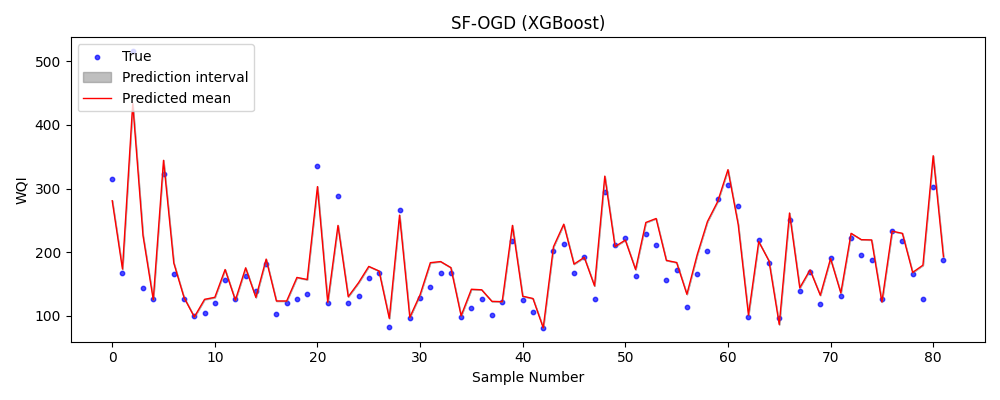 SF-OGD (XGBoost)
True
Prediction interval
Predicted mean
WQI
500
400
300
200
100
0
10
20
30
40
50
60
70
80
Sample Number